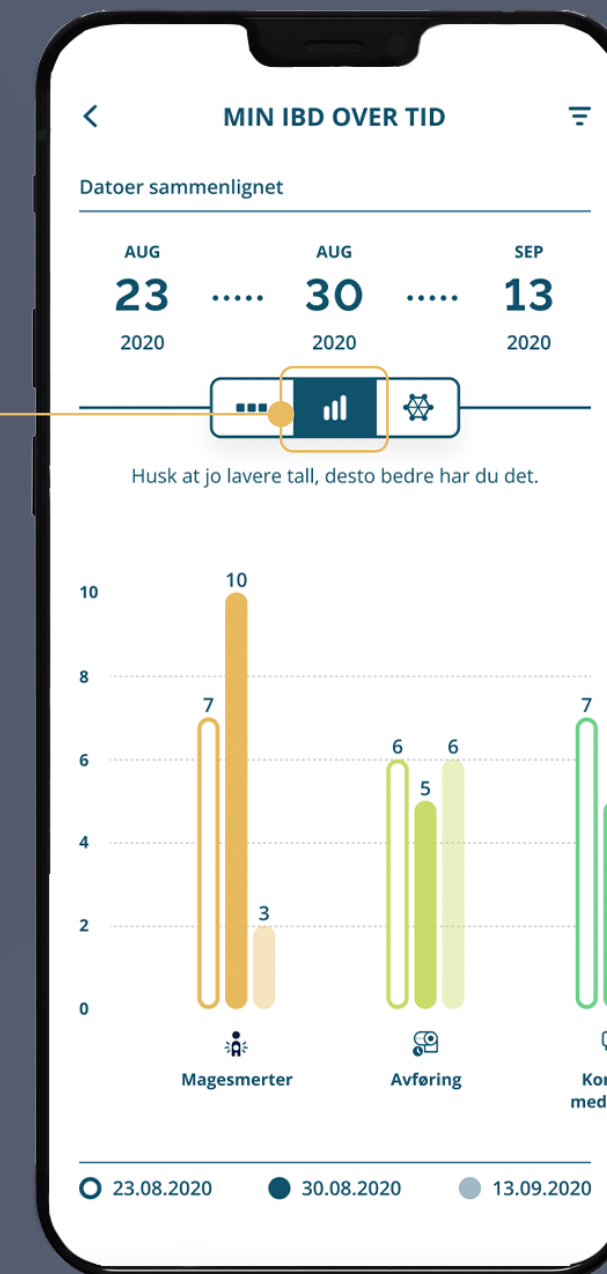 MIN IBD OVER TID
Datoer sammenlignet
AUG AUG SEP
23 30 13
2020 2020 2020
Husk at jo lavere tall, desto bedre har du det.
10
8
6
4
2
0
7 10 3
6 5 6
7
Magesmerter
Avføring
23.08.2020 30.08.2020 13.09.2020